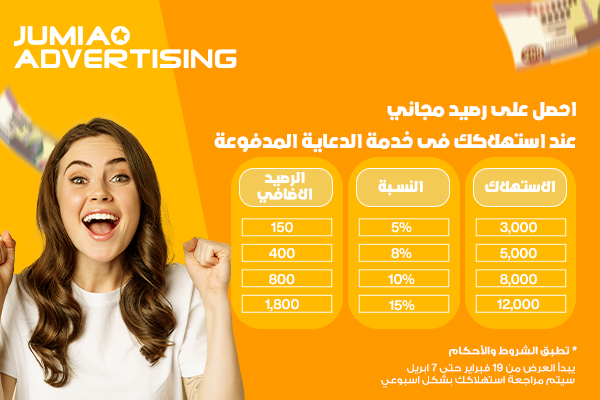 JUMIA
ADVERTISING
احصل على رصيد مجاني
عند استهلاكك فى خدمة الدعاية المدفوعة
الاستهلاك النسبة الرصيد الاضافي
3,000 5% 150
5,000 8% 400
8,000 10% 800
12,000 15% 1,800
* تطبق الشروط والأحكام
يبدأ العرض من 19 فبراير حتى 7 ابريل
سيتم مراجعة استهلاكك بشكل اسبوعي